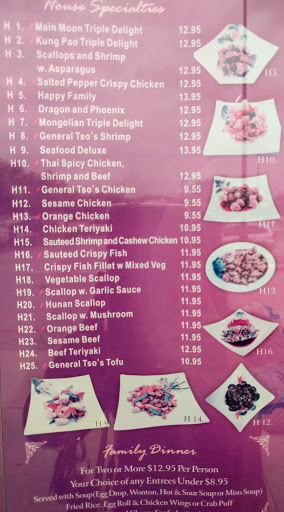 House Specialties
H 1. Main Moon Triple Delight 12.95
H 2. Kung Pao Triple Delight 12.95
H 3. Scallops and Shrimp
w. Asparagus 12.95
H 4. Salted Pepper Crispy Chicken 12.95
H 5. Happy Family 13.95
H 6. Dragon and Phoenix 12.95
H 7. Mongolian Triple Delight 12.95
H 8. General Tso's Shrimp 12.95
H 9. Seafood Deluxe 13.95
H10. Thai Spicy Chicken,
Shrimp and Beef 12.95
H11. General Tso's Chicken 9.55
H12. Sesame Chicken 9.55
H13. Orange Chicken 9.55
H14. Chicken Teriyaki 10.95
H15. Sauteed Shrimp and Cashew Chicken 10.95
H16. Sauteed Crispy Fish 11.95
H17. Crispy Fish Fillet w Mixed Veg 11.95
H18. Vegetable Scallop 11.95
H19. Scallop w. Garlic Sauce 11.95
H20. Hunan Scallop 11.95
H21. Scallop w. Mushroom 11.95
H22. Orange Beef 11.95
H23. Sesame Beef 11.95
H24. Beef Teriyaki 12.95
H25. General Tso's Tofu 10.95
H5.
H10.
H11.
H13.
H16.
H 9.
H 14.
H 12.
Family Dinner
For Two or More $12.95 Per Person
Your Choice of any Entrees Under $8.95
Served with Soup(Egg Drop, Wonton, Hot & Sour Soup or Miso Soup)
Fried Rice, Egg Roll & Chicken Wings or Crab Puff